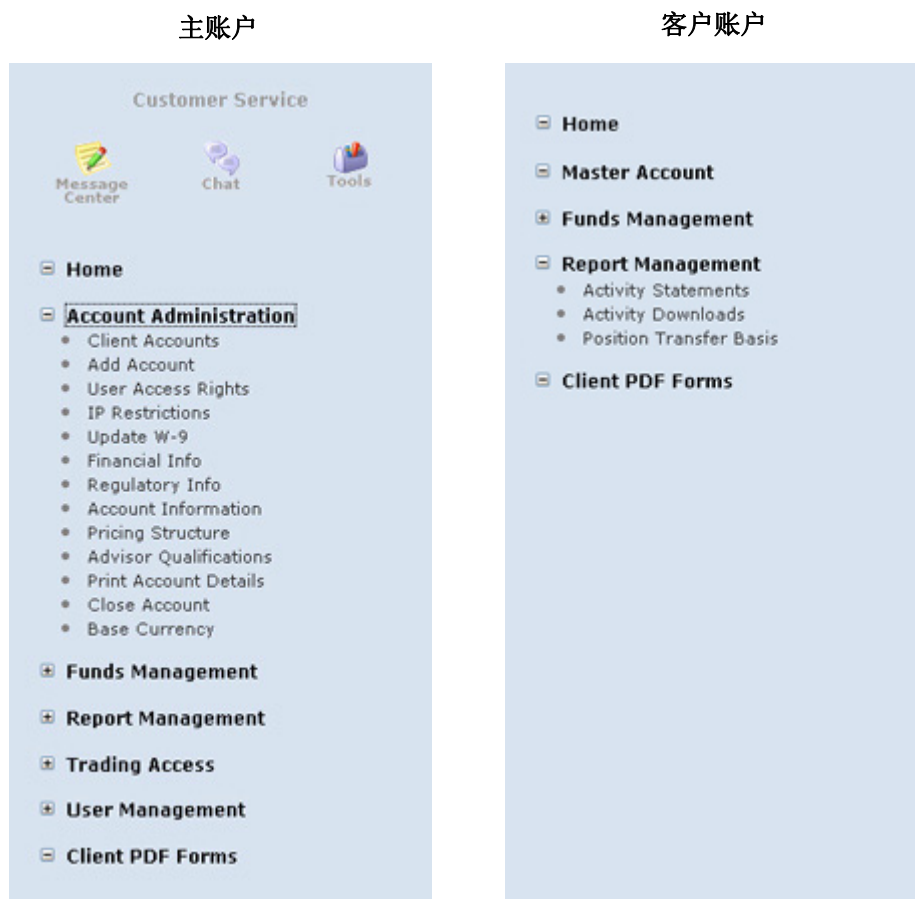 主账户
Customer Service
Message
Center
Chat
Tools
Home
Account Administration
Client Accounts
Add Account
User Access Rights
IP Restrictions
Update W-9
Financial Info
Regulatory Info
Account Information
Pricing Structure
Advisor Qualifications
Print Account Details
Close Account
Base Currency
Funds Management
Report Management
Trading Access
User Management
Client PDF Forms
客户账户
Home
Master Account
Funds Management
Report Management
Activity Statements
Activity Downloads
Position Transfer Basis
Client PDF Forms